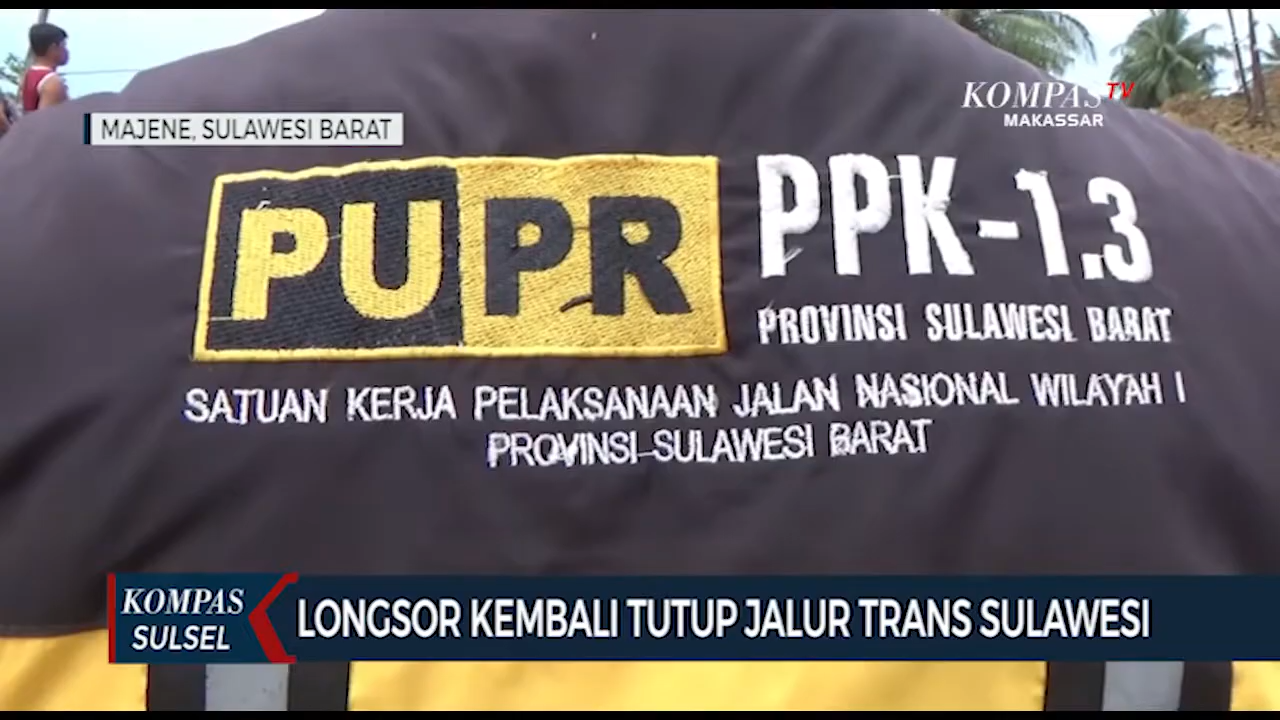 KOMPAS TV
MAKASSAR
MAJENE, SULAWESI BARAT
PUPR
PPK-1.3
PROVINSI SULAWESI BARAT
SATUAN KERJA PELAKSANAAN JALAN NASIONAL WILAYAH I
PROVINSI SULAWESI BARAT
KOMPAS
SULSEL
LONGSOR KEMBALI TUTUP JALUR TRANS SULAWESI